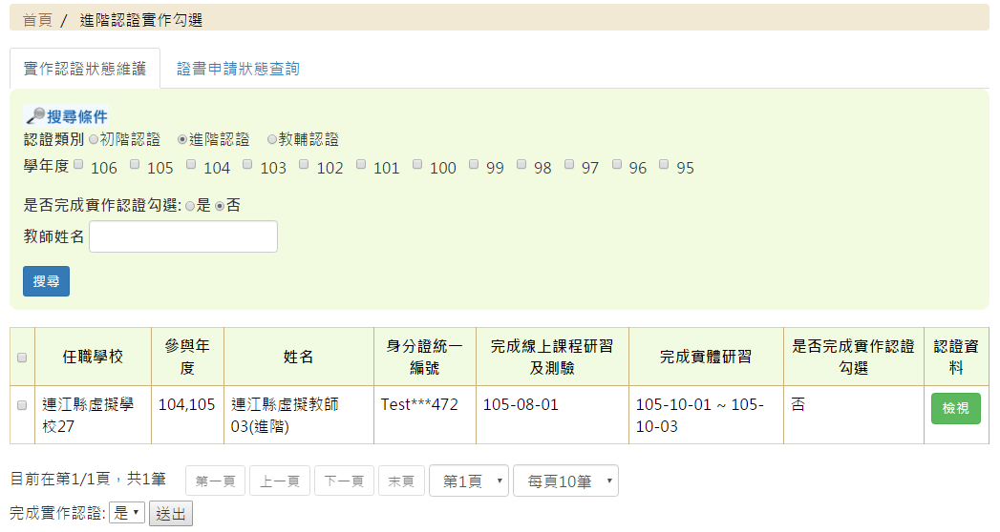 首頁 / 進階認證實作勾選
實作認證狀態維護 證書申請狀態查詢
搜尋條件
認證類別 初階認證 進階認證 教輔認證
學年度 106 105 104 103 102 101 100 99 98 97 96 95
是否完成實作認證勾選: 是 否
教師姓名
搜尋
任職學校 參與年度 姓名 身分證統一編號 完成線上課程研習及測驗 完成實體研習 是否完成實作認證勾選 認證資料
連江縣虛擬學校27 104,105 連江縣虛擬教師03(進階) Test***472 105-08-01 105-10-01 ~ 105-10-03 否 檢視
目前在第1/1頁，共1筆 第一頁 上一頁 下一頁 末頁 第1頁 每頁10筆
完成實作認證: 是 送出